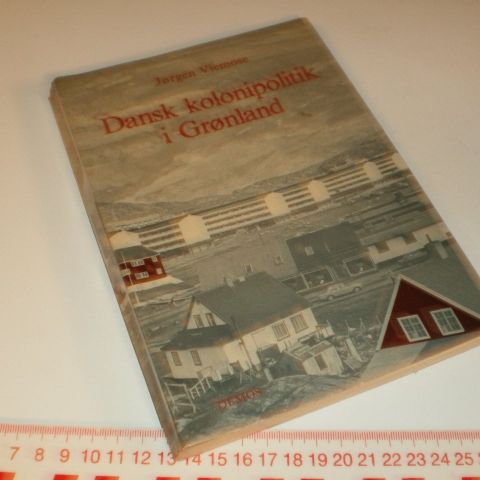 Jørgen Viemose
Dansk kolonipolitik
i Grønland
DEMOS
7 8 9 10 11 12 13 14 15 16 17 18 19 20 21 22 23 24 25